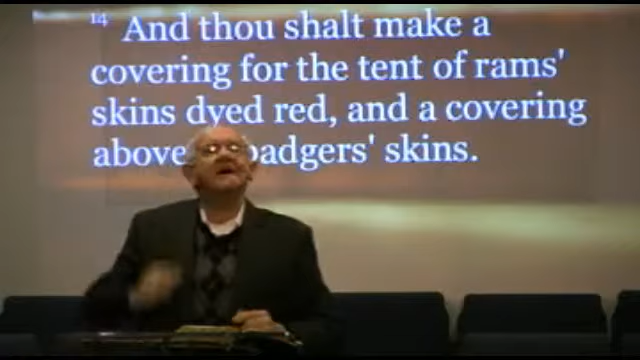 14 And thou shalt make a
covering for the tent of rams'
skins dyed red, and a covering
above badgers' skins.